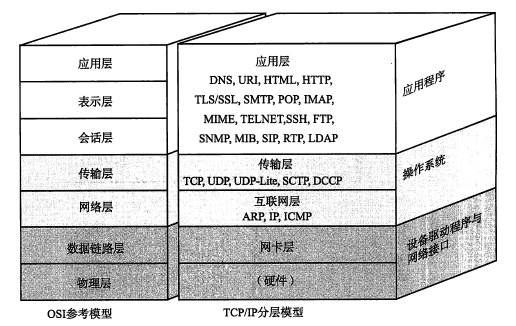 应用层
表示层
会话层
传输层
网络层
数据链路层
物理层
OSI参考模型
应用层
DNS, URI, HTML, HTTP,
TLS/SSL, SMTP, POP, IMAP,
MIME, TELNET,SSH, FTP,
SNMP, MIB, SIP, RTP, LDAP
传输层
TCP, UDP, UDP-Lite, SCTP, DCCP
互联网层
ARP, IP, ICMP
网卡层
（硬件）
TCP/IP分层模型
应用程序
操作系统
设备驱动程序与
网络接口